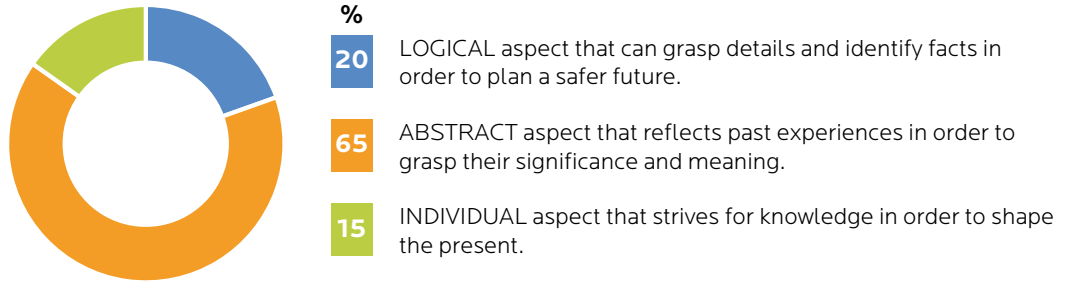 %
20
LOGICAL aspect that can grasp details and identify facts in
order to plan a safer future.
65
ABSTRACT aspect that reflects past experiences in order to
grasp their significance and meaning.
15
INDIVIDUAL aspect that strives for knowledge in order to shape
the present.